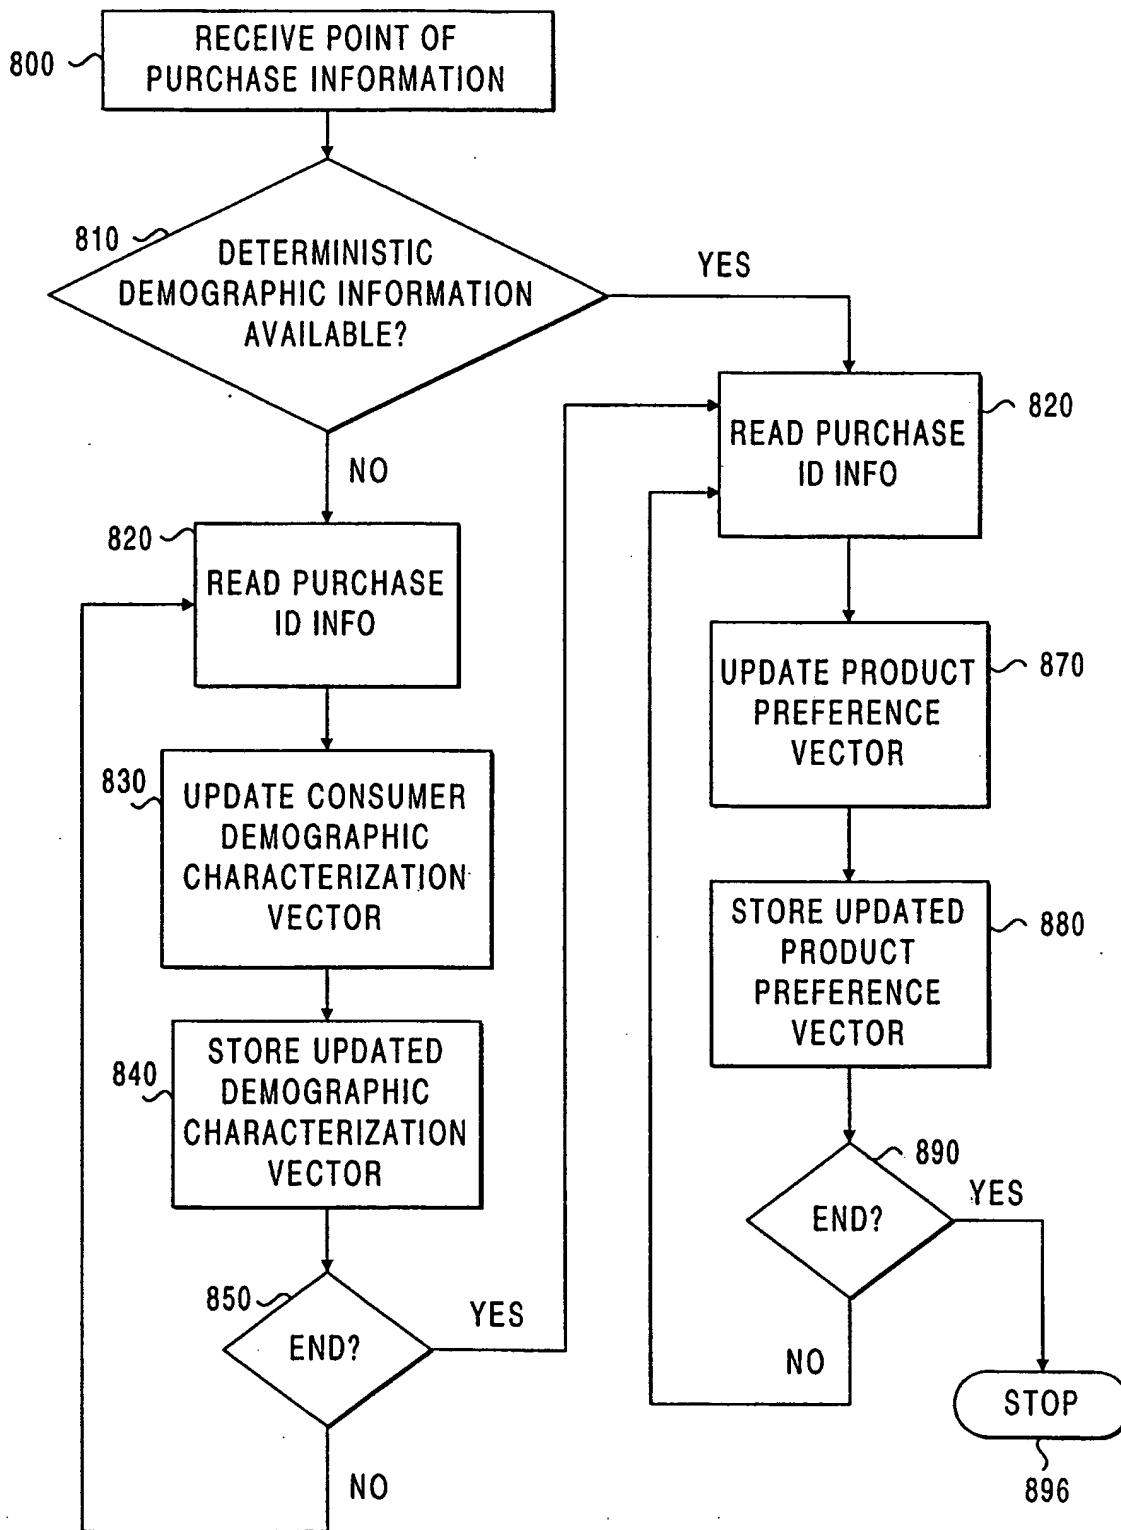 RECEIVE POINT OF
PURCHASE INFORMATION
800
810
DETERMINISTIC
DEMOGRAPHIC INFORMATION
AVAILABLE?
YES
NO
820
READ PURCHASE
ID INFO
830
UPDATE CONSUMER
DEMOGRAPHIC
CHARACTERIZATION
VECTOR
840
STORE UPDATED
DEMOGRAPHIC
CHARACTERIZATION
VECTOR
850
END?
YES
NO
READ PURCHASE
ID INFO
820
UPDATE PRODUCT
PREFERENCE
VECTOR
870
STORE UPDATED
PRODUCT
PREFERENCE
VECTOR
880
890
END?
YES
NO
STOP
896